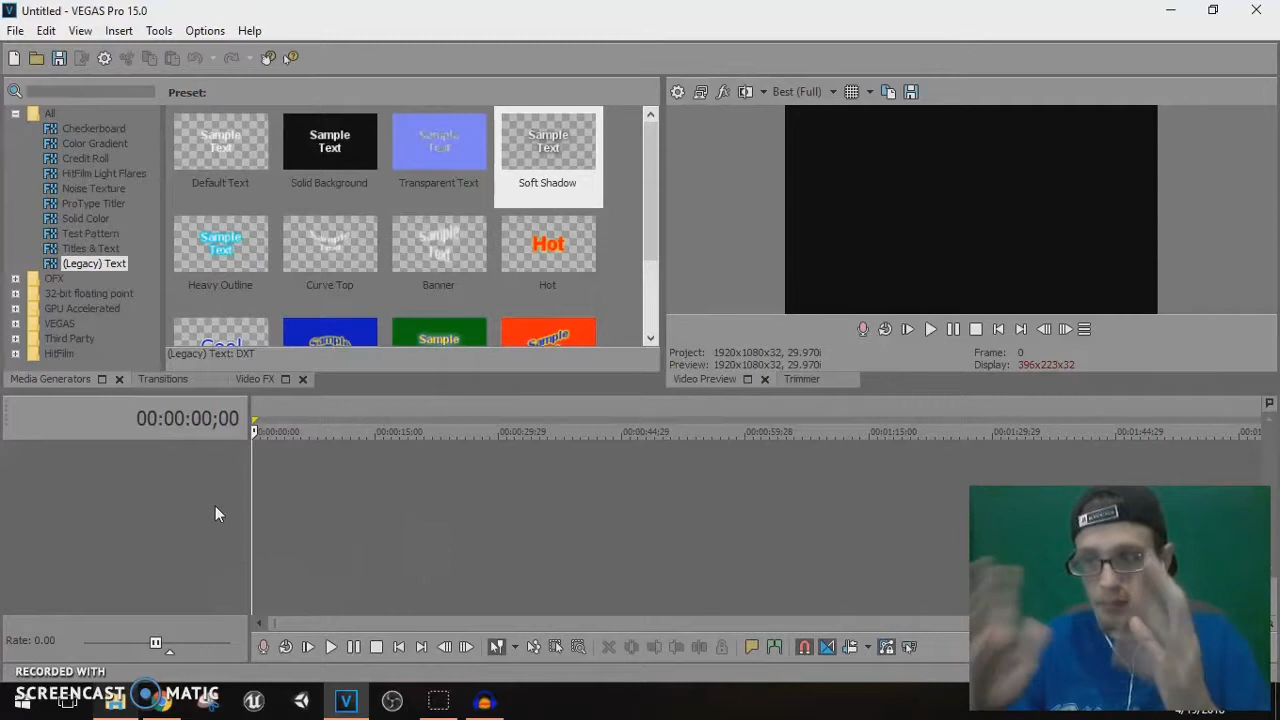 Untitled - VEGAS Pro 15.0
File Edit View Insert Tools Options Help
Preset:
All
Checkerboard
Color Gradient
Credit Roll
HitFilm Light Flares
Noise Texture
ProType Titler
Solid Color
Test Pattern
Titles & Text
(Legacy) Text
OFX
32-bit floating point
GPU Accelerated
VEGAS
Third Party
HitFilm
Sample Text
Sample Text
Sample Text
Sample Text
Default Text
Solid Background
Transparent Text
Soft Shadow
Sample Text
Sample Text
Sample Text
Hot
Heavy Outline
Curve Top
Banner
Hot
Cool
Sample
Sample
Sample
(Legacy) Text: DXT
Media Generators
Transitions
Video FX
Best (Full)
Project: 1920x1080x32, 29.970i
Preview: 1920x1080x32, 29.970i
Frame: 0
Display: 396x223x32
Video Preview
Trimmer
00:00:00;00
00:00:15:00
00:00:29:29
00:00:44:29
00:00:59:28
00:01:15:00
00:01:29:29
00:01:44:29
Rate: 0.00
RECORDED WITH
SCREENCAST MATIC